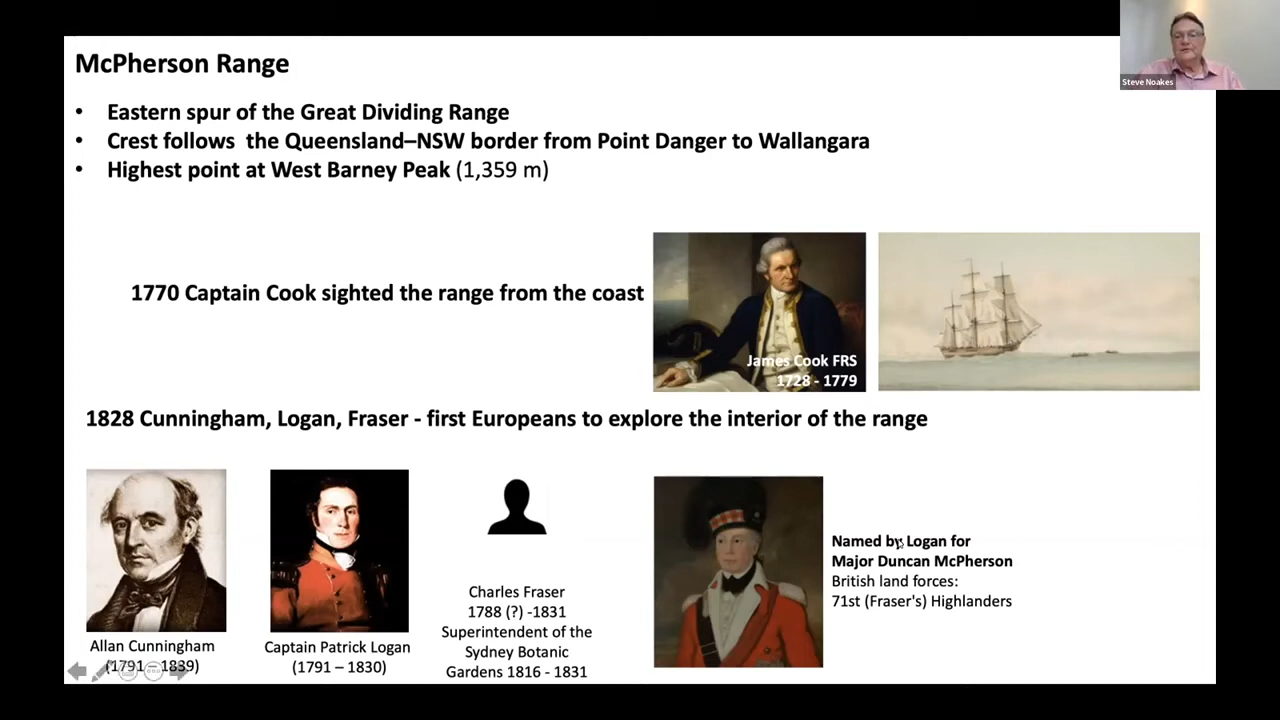 McPherson Range
Steve Noakes
• Eastern spur of the Great Dividing Range
• Crest follows the Queensland–NSW border from Point Danger to Wallangara
• Highest point at West Barney Peak (1,359 m)
1770 Captain Cook sighted the range from the coast
James Cook FRS
1728 - 1779
1828 Cunningham, Logan, Fraser - first Europeans to explore the interior of the range
Allan Cunningham
(1791 – 1839)
Captain Patrick Logan
(1791 – 1830)
Charles Fraser
1788 (?) -1831
Superintendent of the
Sydney Botanic
Gardens 1816 - 1831
Named by Logan for
Major Duncan McPherson
British land forces:
71st (Fraser's) Highlanders